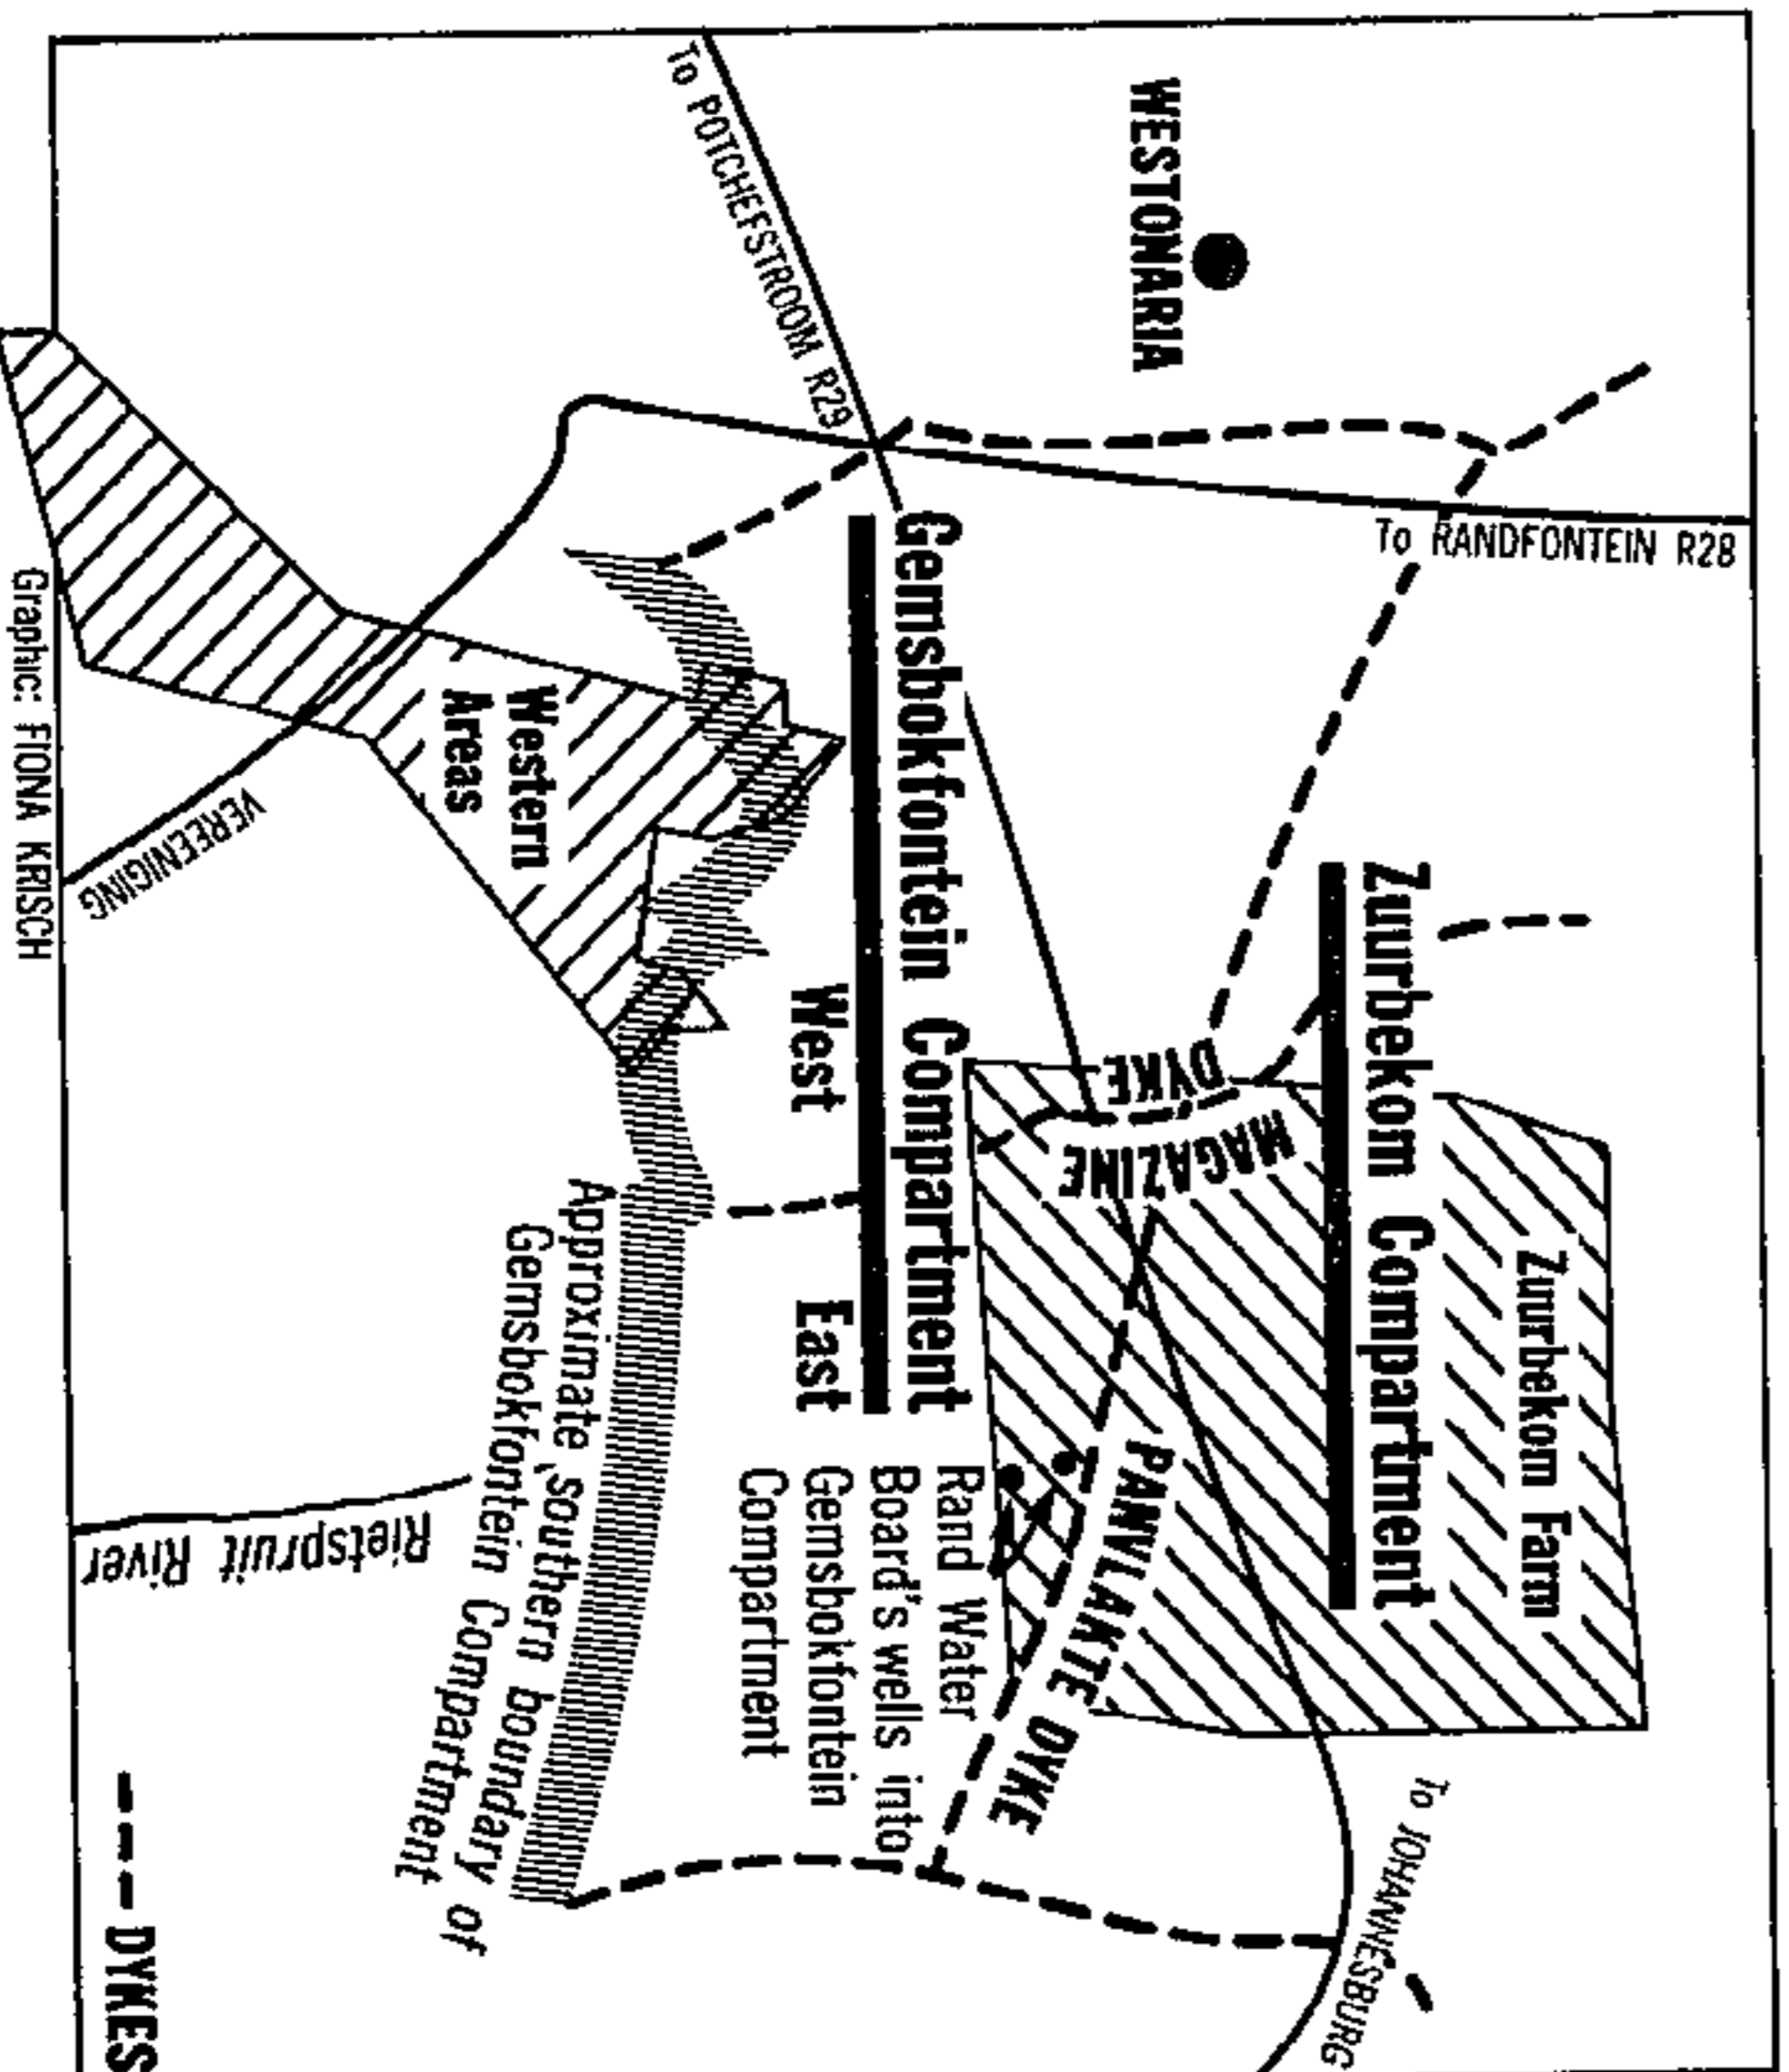 WESTONARIA
To RANDFONTEIN R28
To POTCHEFSTROOM R29
Zuurbekom Compartment
Zuurbekom Farm
Gemsbokfontein Compartment
West
East
DYKE
MAGAZINE
PANVLAKTE DYKE
To JOHANNESBURG
Rand Water
Board's wells into
Gemsbokfontein
Compartment
Western
Areas
VEREENIGING
Approximate southern boundary of
Gemsbokfontein Compartment
Rietspruit River
DYKES
Graphic: FIONA KRISCH